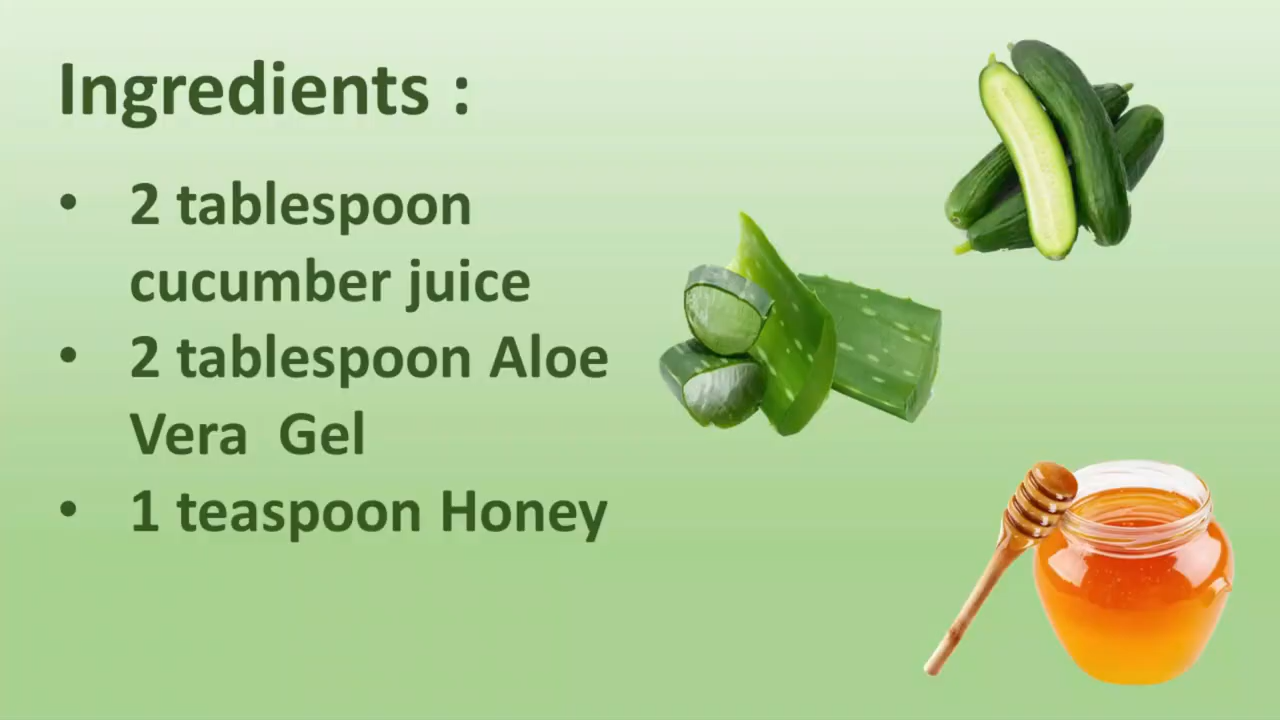 Ingredients :
• 2 tablespoon
cucumber juice
• 2 tablespoon Aloe
Vera  Gel
• 1 teaspoon Honey